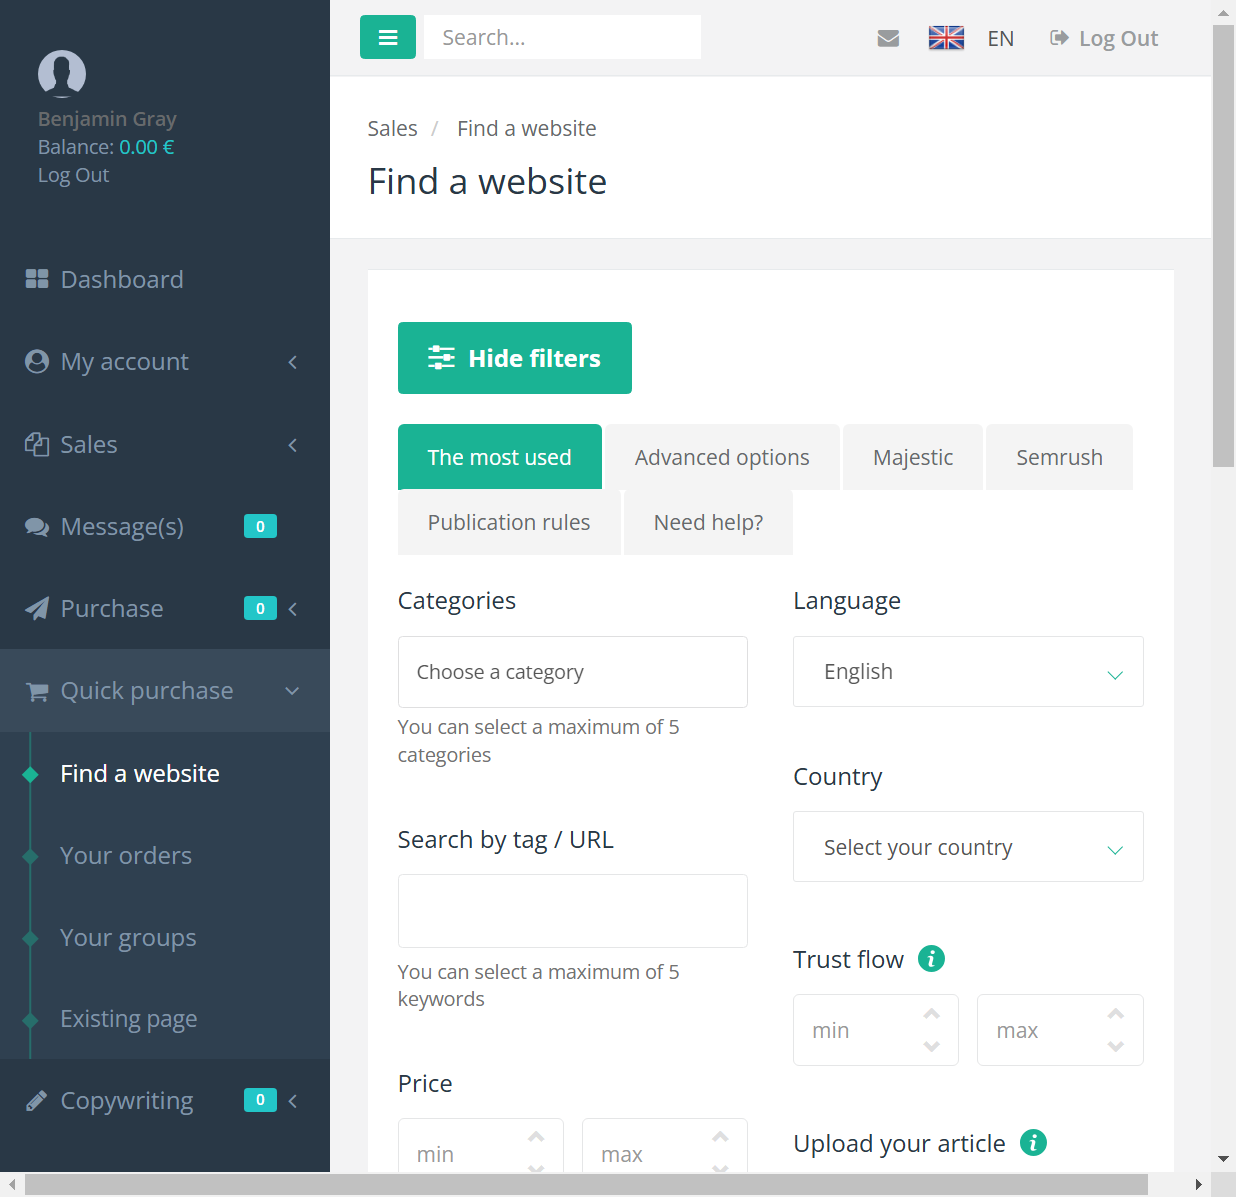 Benjamin Gray
Balance: 0.00 €
Log Out
Dashboard
My account
Sales
Message(s) 0
Purchase 0
Quick purchase
Find a website
Your orders
Your groups
Existing page
Copywriting 0
Search...
EN
Log Out
Sales / Find a website
Find a website
Hide filters
The most used
Advanced options
Majestic
Semrush
Publication rules
Need help?
Categories
Choose a category
You can select a maximum of 5
categories
Search by tag / URL
You can select a maximum of 5
keywords
Price
min
max
Language
English
Country
Select your country
Trust flow i
min
max
Upload your article i